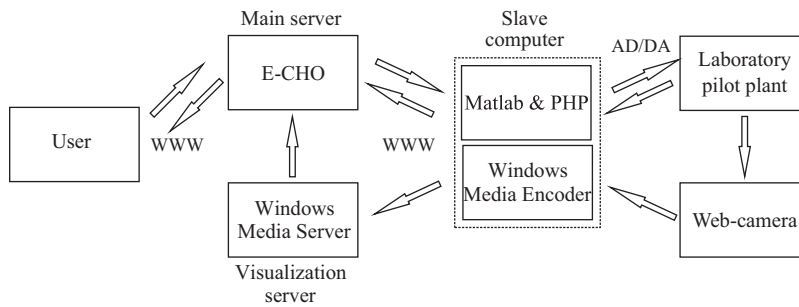 Main server
E-CHO
User
WWW
Windows
Media Server
Visualization
server
WWW
Slave
computer
Matlab & PHP
Windows
Media Encoder
AD/DA
Laboratory
pilot plant
Web-camera